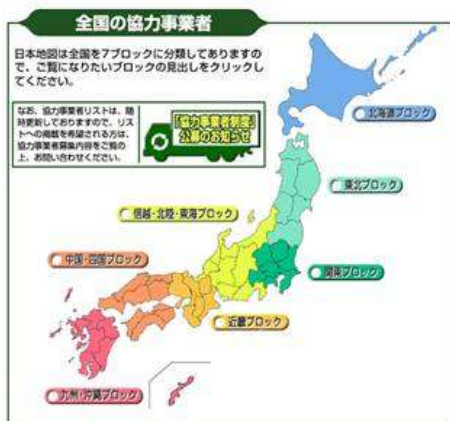 全国の協力事業者
日本地図は全国を7ブロックに分類してありますの
で、ご覧になりたいブロックの見出しをクリックし
てください。
なお、協力事業者リストは、随
時更新しておりますので、リス
トへの掲載を希望される方は、
協力事業者募集内容をご覧の
上、お問い合わせください。
「協力事業者制度」
公募のお知らせ
北海道ブロック
東北ブロック
信越・北陸・東海ブロック
中国・四国ブロック
関東ブロック
近畿ブロック
九州・沖縄ブロック